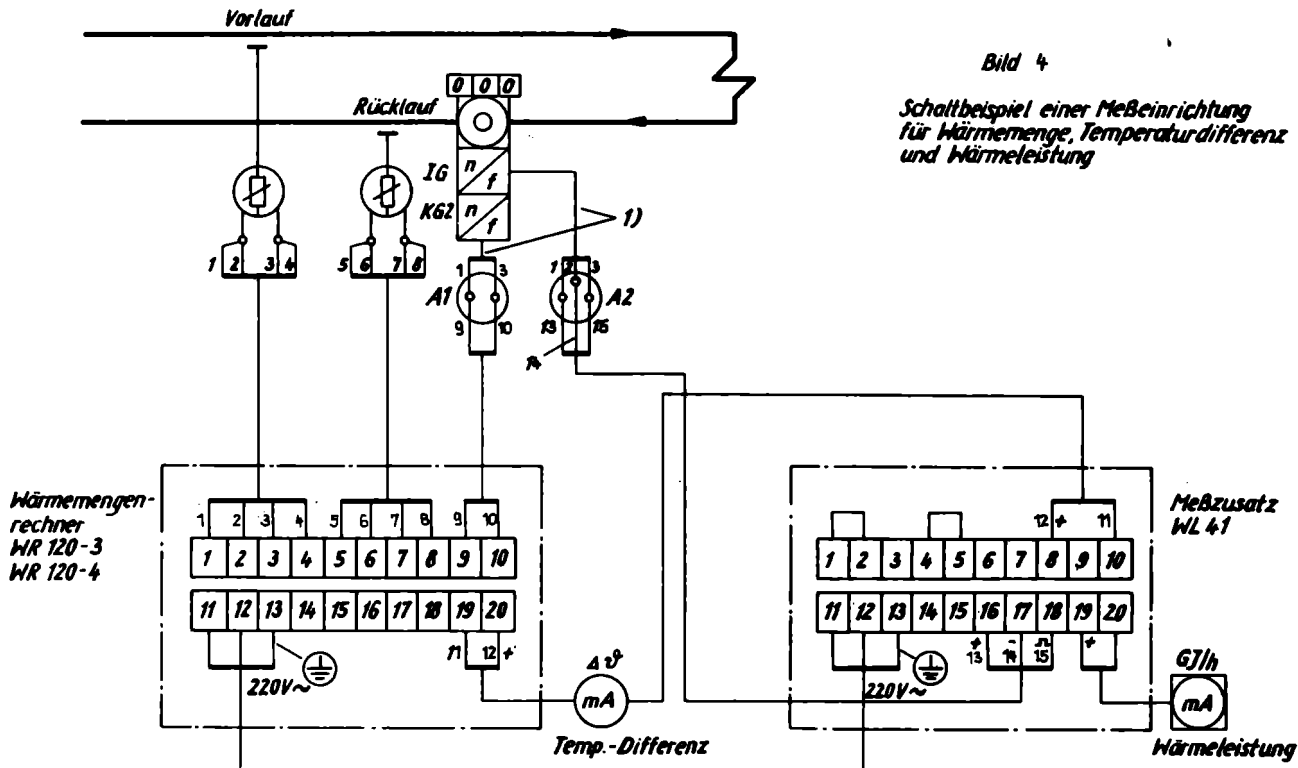 Vorlauf
Bild 4
Schaltbeispiel einer Meßeinrichtung
für Wärmemenge, Temperaturdifferenz
und Wärmeleistung
0 0 0
Rücklauf
IG n f
KG2 n f
1)
1 2 3 4
5 6 7 8
1 3
A1
9 10
1 2 3
A2
13 15
14
Wärmemengen-
rechner
WR 120-3
WR 120-4
1 2 3 4 5 6 7 8 9 10
1 2 3 4 5 6 7 8 9 10
11 12 13 14 15 16 17 18 19 20
11 12 +
220V~
Δϑ
mA
Temp.-Differenz
Meßzusatz
WL 41
12 + 11
1 2 3 4 5 6 7 8 9 10
11 12 13 14 15 16 17 18 19 20
+ - ⎍ +
13 14 15
220V~
GJ/h
mA
Wärmeleistung